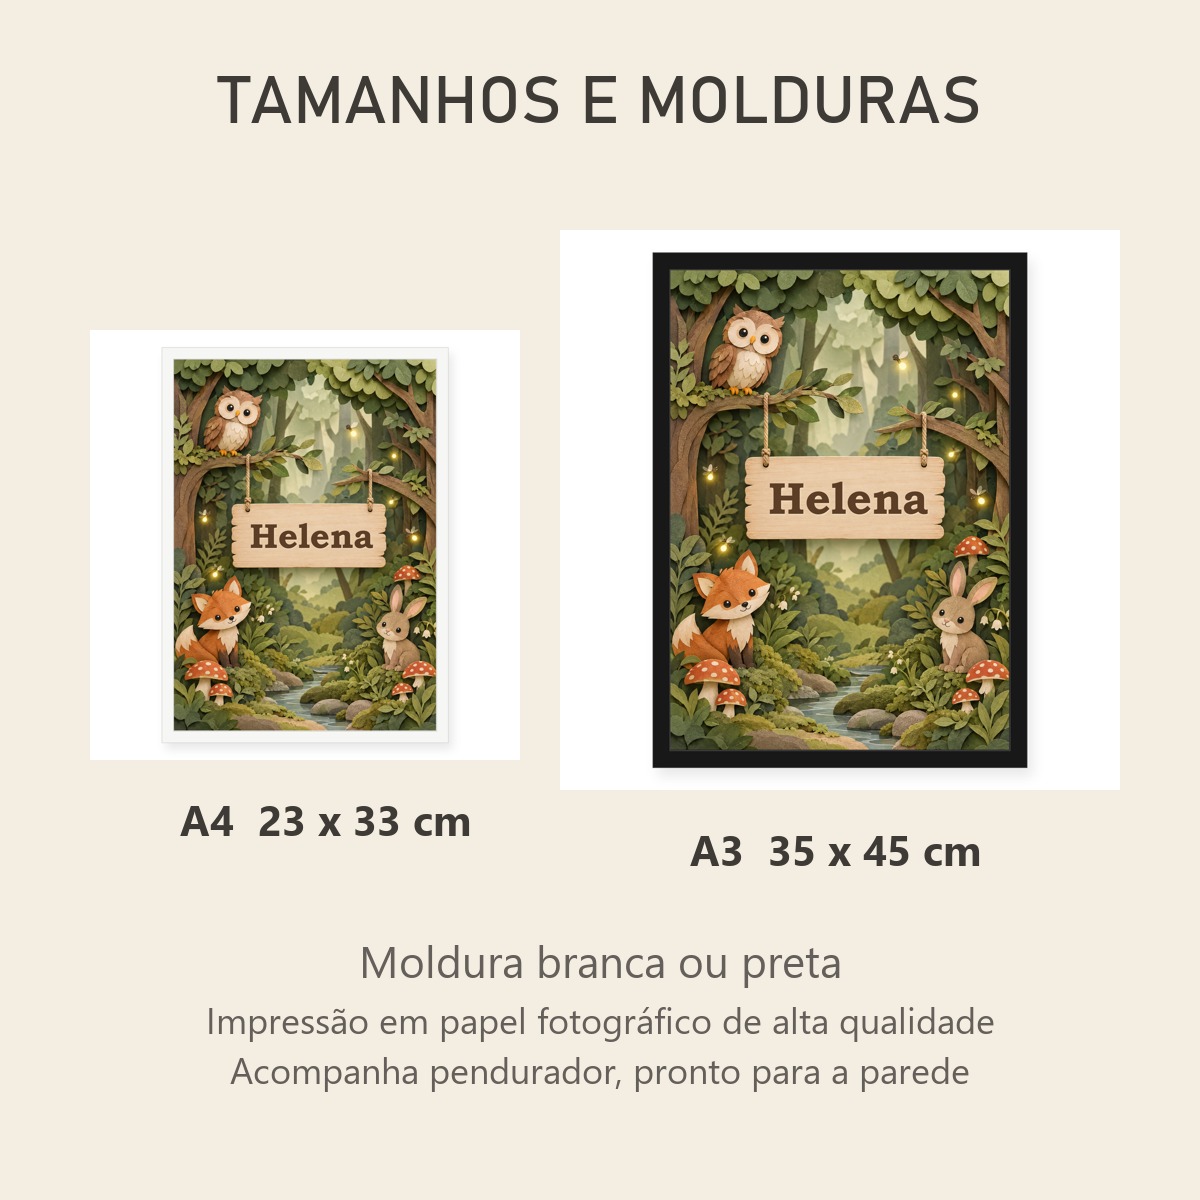 TAMANHOS E MOLDURAS
Helena
Helena
A4  23 x 33 cm
A3  35 x 45 cm
Moldura branca ou preta
Impressão em papel fotográfico de alta qualidade
Acompanha pendurador, pronto para a parede